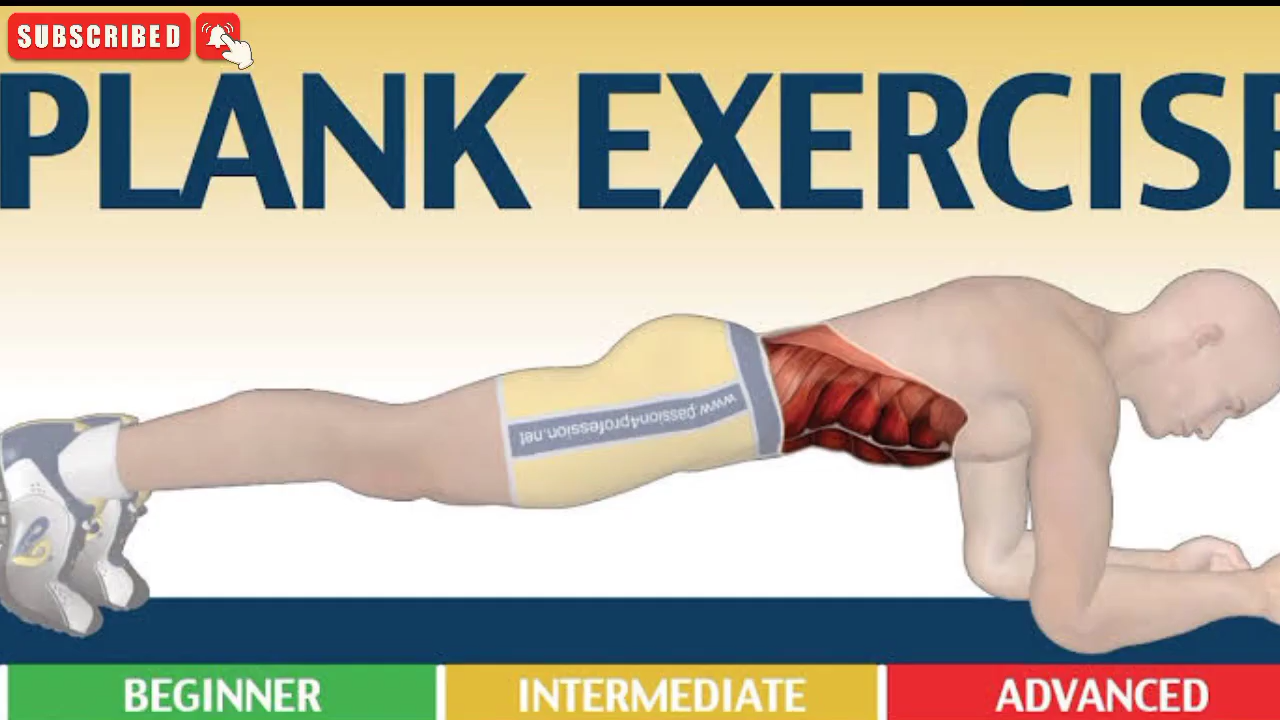 SUBSCRIBED
PLANK EXERCISE
www.passion4profession.net
BEGINNER
INTERMEDIATE
ADVANCED